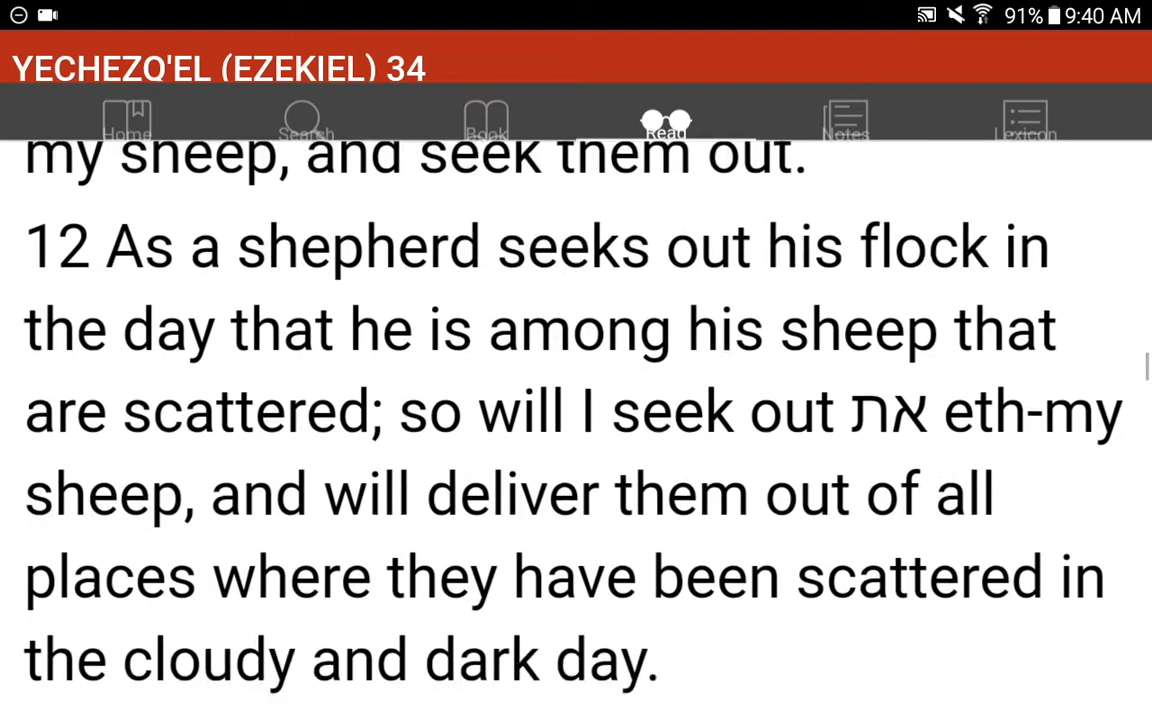 91% 9:40 AM
YECHEZQ'EL (EZEKIEL) 34
Home Search Book Read Notes Lexicon
my sheep, and seek them out.
12 As a shepherd seeks out his flock in
the day that he is among his sheep that
are scattered; so will I seek out את eth-my
sheep, and will deliver them out of all
places where they have been scattered in
the cloudy and dark day.